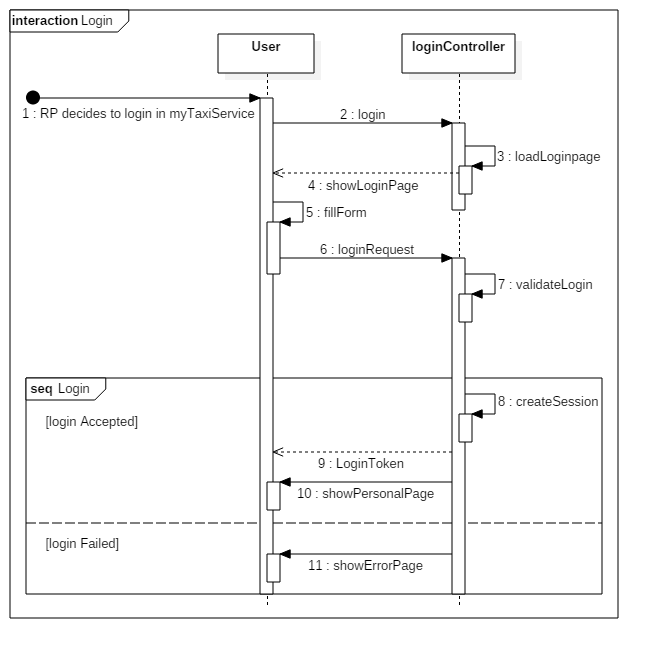 interaction Login
User
loginController
1 : RP decides to login in myTaxiService
2 : login
3 : loadLoginpage
4 : showLoginPage
5 : fillForm
6 : loginRequest
7 : validateLogin
seq Login
8 : createSession
[login Accepted]
9 : LoginToken
10 : showPersonalPage
[login Failed]
11 : showErrorPage